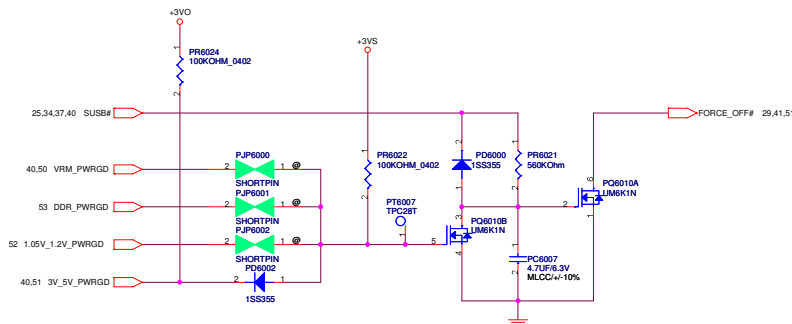 +3VO
+3VS
1
PR6024
100KOHM_0402
2
25,34,37,40 SUSB#
FORCE_OFF# 29,41,51
PJP6000
40,50 VRM_PWRGD
2
1
@
SHORTPIN
1
PR6022
100KOHM_0402
2
2
PD6000
1SS355
1
1
PR6021
560KOhm
2
6
PQ6010A
UM6K1N
2
1
PJP6001
53 DDR_PWRGD
2
1
@
SHORTPIN
PT6007
TPC28T
1
3
PQ6010B
UM6K1N
5
4
PJP6002
52 1.05V_1.2V_PWRGD
2
1
@
SHORTPIN
1
PC6007
4.7UF/6.3V
MLCC/+/-10%
2
PD6002
40,51 3V_5V_PWRGD
2
1
1SS355